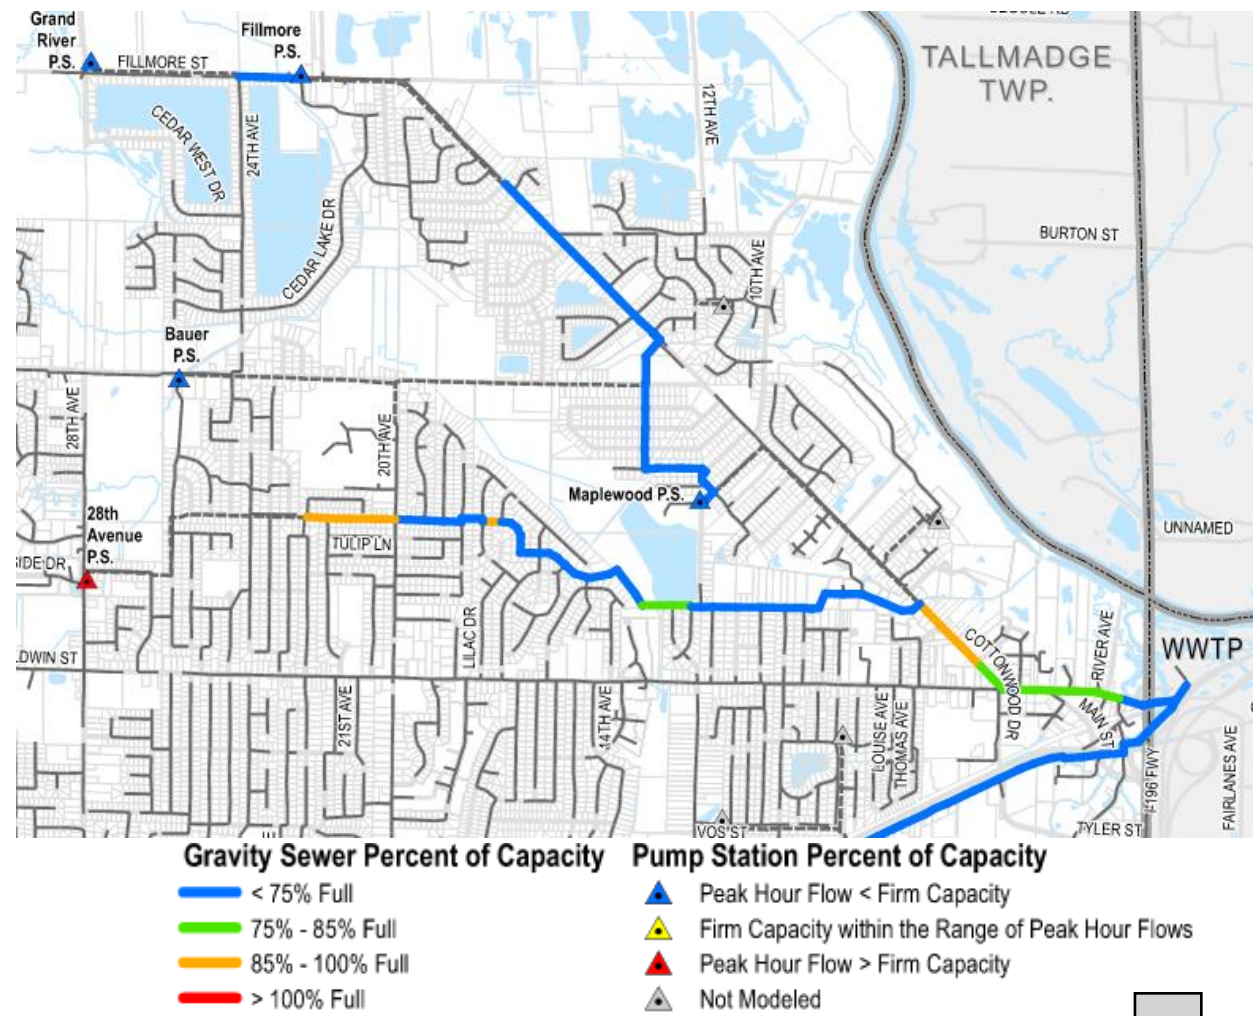 Grand
River
P.S.
FILLMORE ST
Fillmore
P.S.
TALLMADGE
TWP.
12TH AVE
CEDAR WEST DR
24TH AVE
CEDAR LAKE DR
BURTON ST
10TH AVE
Bauer
P.S.
28TH AVE
20TH AVE
Maplewood P.S.
28th
Avenue
P.S.
UNNAMED
TULIP LN
SIDE DR
LILAC DR
COTTONWOOD DR
RIVER AVE
WWTP
LDWIN ST
21ST AVE
14TH AVE
LOUISE AVE
THOMAS AVE
MAIN ST
I-196 FWY
FAIRLANES AVE
VOS ST
TYLER ST
Gravity Sewer Percent of Capacity
< 75% Full
75% - 85% Full
85% - 100% Full
> 100% Full
Pump Station Percent of Capacity
Peak Hour Flow < Firm Capacity
Firm Capacity within the Range of Peak Hour Flows
Peak Hour Flow > Firm Capacity
Not Modeled